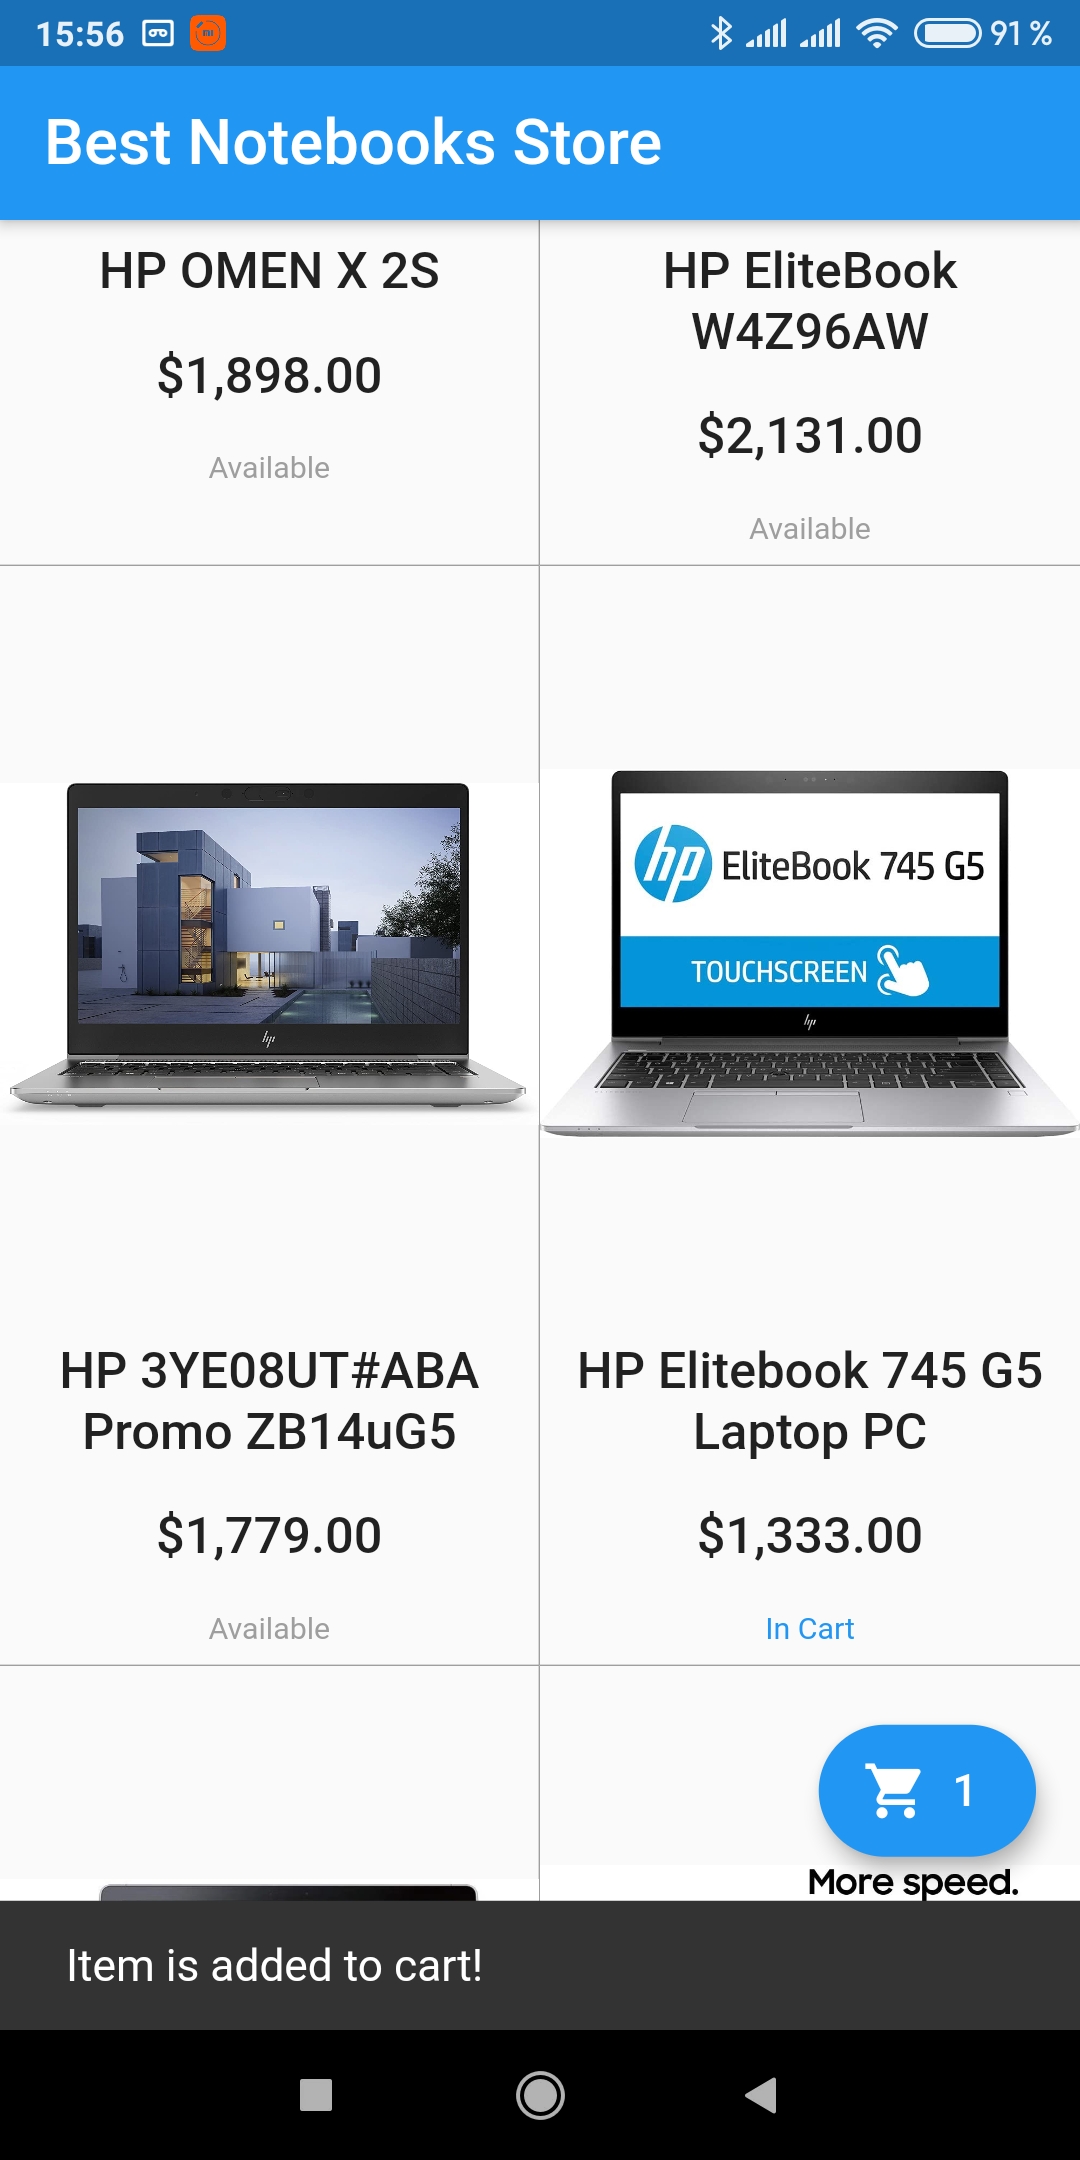 15:56
91 %
Best Notebooks Store
HP OMEN X 2S
$1,898.00
Available
HP EliteBook
W4Z96AW
$2,131.00
Available
hp EliteBook 745 G5
TOUCHSCREEN
hp
hp
HP 3YE08UT#ABA
Promo ZB14uG5
$1,779.00
Available
HP Elitebook 745 G5
Laptop PC
$1,333.00
In Cart
1
More speed.
Item is added to cart!